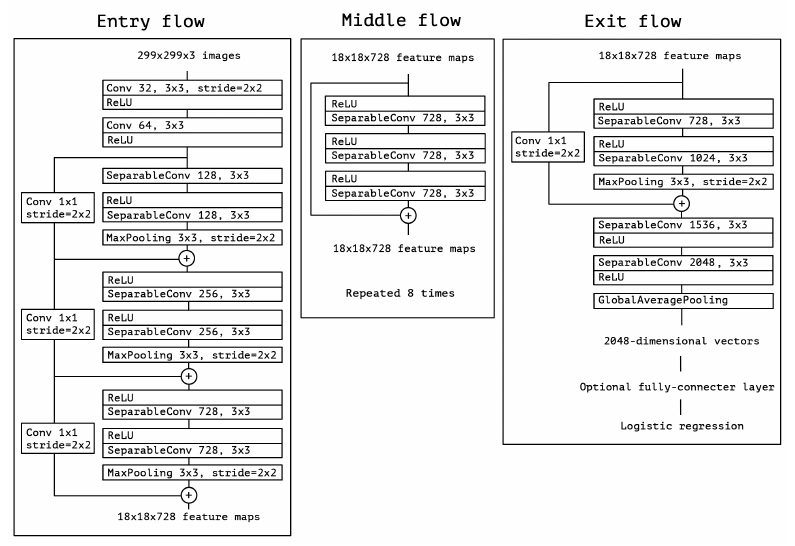 Entry flow
299x299x3 images
Conv 32, 3x3, stride=2x2
ReLU
Conv 64, 3x3
ReLU
SeparableConv 128, 3x3
Conv 1x1
stride=2x2
ReLU
SeparableConv 128, 3x3
MaxPooling 3x3, stride=2x2
+
ReLU
SeparableConv 256, 3x3
Conv 1x1
stride=2x2
ReLU
SeparableConv 256, 3x3
MaxPooling 3x3, stride=2x2
+
ReLU
SeparableConv 728, 3x3
Conv 1x1
stride=2x2
ReLU
SeparableConv 728, 3x3
MaxPooling 3x3, stride=2x2
+
18x18x728 feature maps
Middle flow
18x18x728 feature maps
ReLU
SeparableConv 728, 3x3
ReLU
SeparableConv 728, 3x3
ReLU
SeparableConv 728, 3x3
+
18x18x728 feature maps
Repeated 8 times
Exit flow
18x18x728 feature maps
ReLU
SeparableConv 728, 3x3
Conv 1x1
stride=2x2
ReLU
SeparableConv 1024, 3x3
MaxPooling 3x3, stride=2x2
+
SeparableConv 1536, 3x3
ReLU
SeparableConv 2048, 3x3
ReLU
GlobalAveragePooling
2048-dimensional vectors
Optional fully-connecter layer
Logistic regression